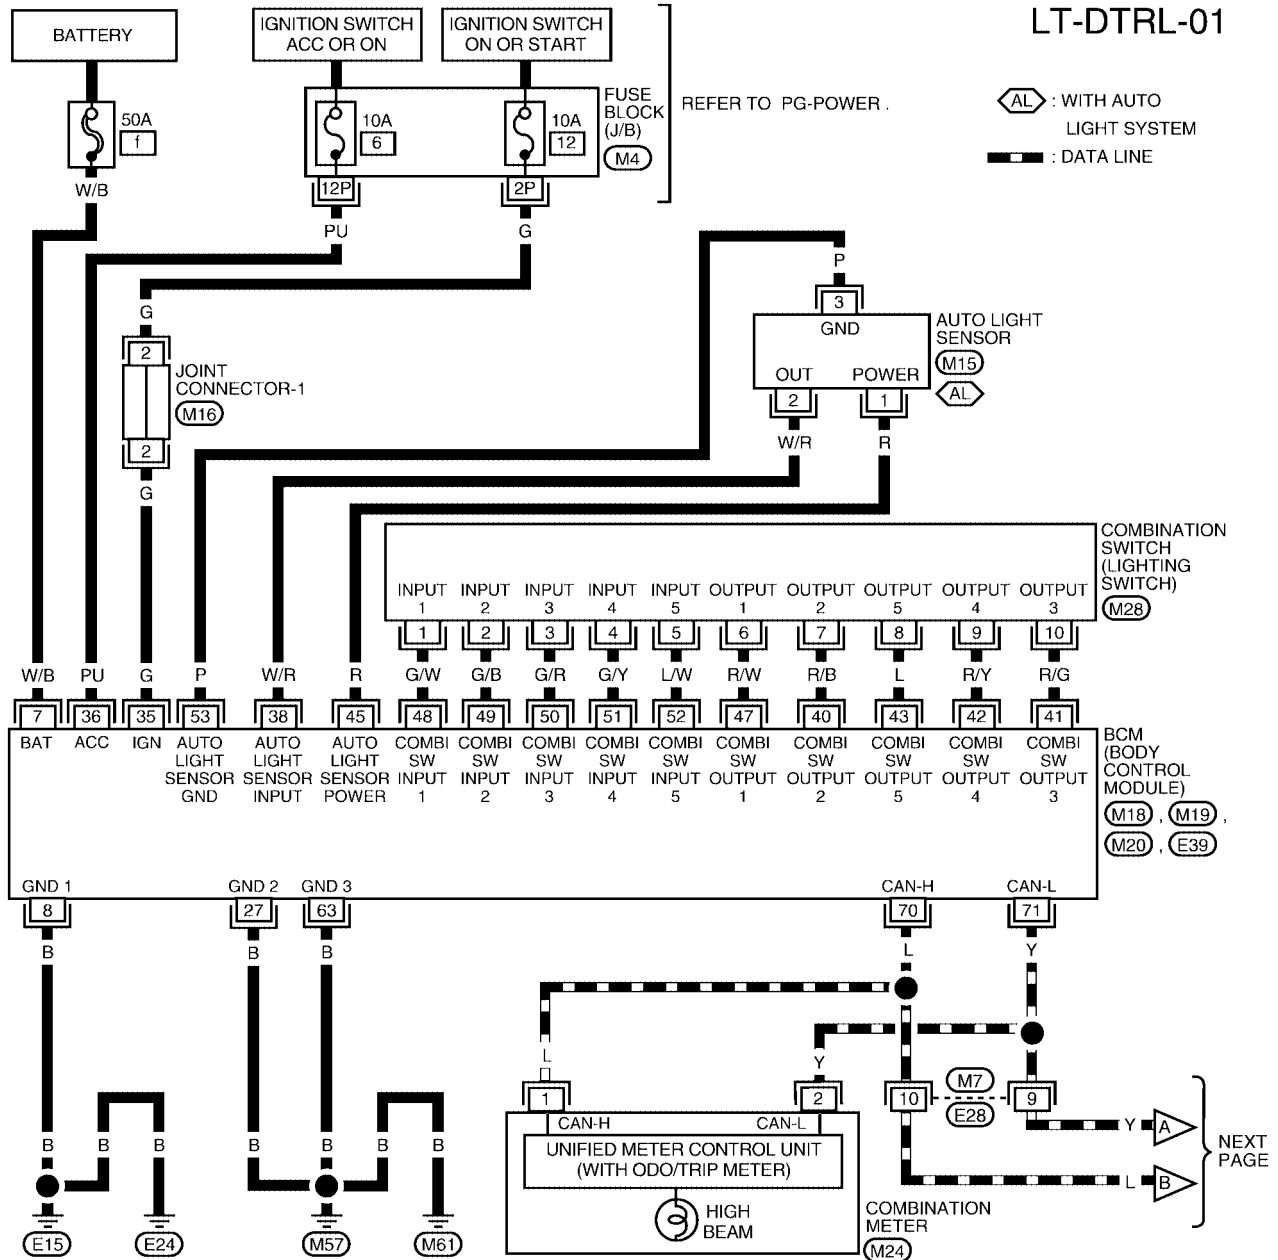 LT-DTRL-01
BATTERY
IGNITION SWITCH
ACC OR ON
IGNITION SWITCH
ON OR START
50A
f
10A
6
10A
12
FUSE
BLOCK
(J/B)
M4
REFER TO PG-POWER .
AL : WITH AUTO
LIGHT SYSTEM
: DATA LINE
W/B
12P
2P
PU
G
P
3
GND
OUT
POWER
AUTO LIGHT
SENSOR
M15
AL
2
1
W/R
R
G
2
JOINT
CONNECTOR-1
M16
2
G
COMBINATION
SWITCH
(LIGHTING
SWITCH)
M28
INPUT INPUT INPUT INPUT INPUT OUTPUT OUTPUT OUTPUT OUTPUT OUTPUT
1 2 3 4 5 1 2 5 4 3
1 2 3 4 5 6 7 8 9 10
W/B PU G P W/R R G/W G/B G/R G/Y L/W R/W R/B L R/Y R/G
7 36 35 53 38 45 48 49 50 51 52 47 40 43 42 41
BAT ACC IGN AUTO AUTO AUTO COMBI COMBI COMBI COMBI COMBI COMBI COMBI COMBI COMBI COMBI
LIGHT LIGHT LIGHT SW SW SW SW SW SW SW SW SW SW
SENSOR SENSOR SENSOR INPUT INPUT INPUT INPUT INPUT OUTPUT OUTPUT OUTPUT OUTPUT OUTPUT
GND INPUT POWER 1 2 3 4 5 1 2 5 4 3
BCM
(BODY
CONTROL
MODULE)
M18 , M19 ,
M20 , E39
GND 1 GND 2 GND 3 CAN-H CAN-L
8 27 63 70 71
B B B L Y
L Y
1 2 10 9
M7
E28
CAN-H CAN-L
UNIFIED METER CONTROL UNIT
(WITH ODO/TRIP METER)
HIGH
BEAM
COMBINATION
METER
M24
Y A
L B
NEXT
PAGE
B B B B B B
E15 E24 M57 M61